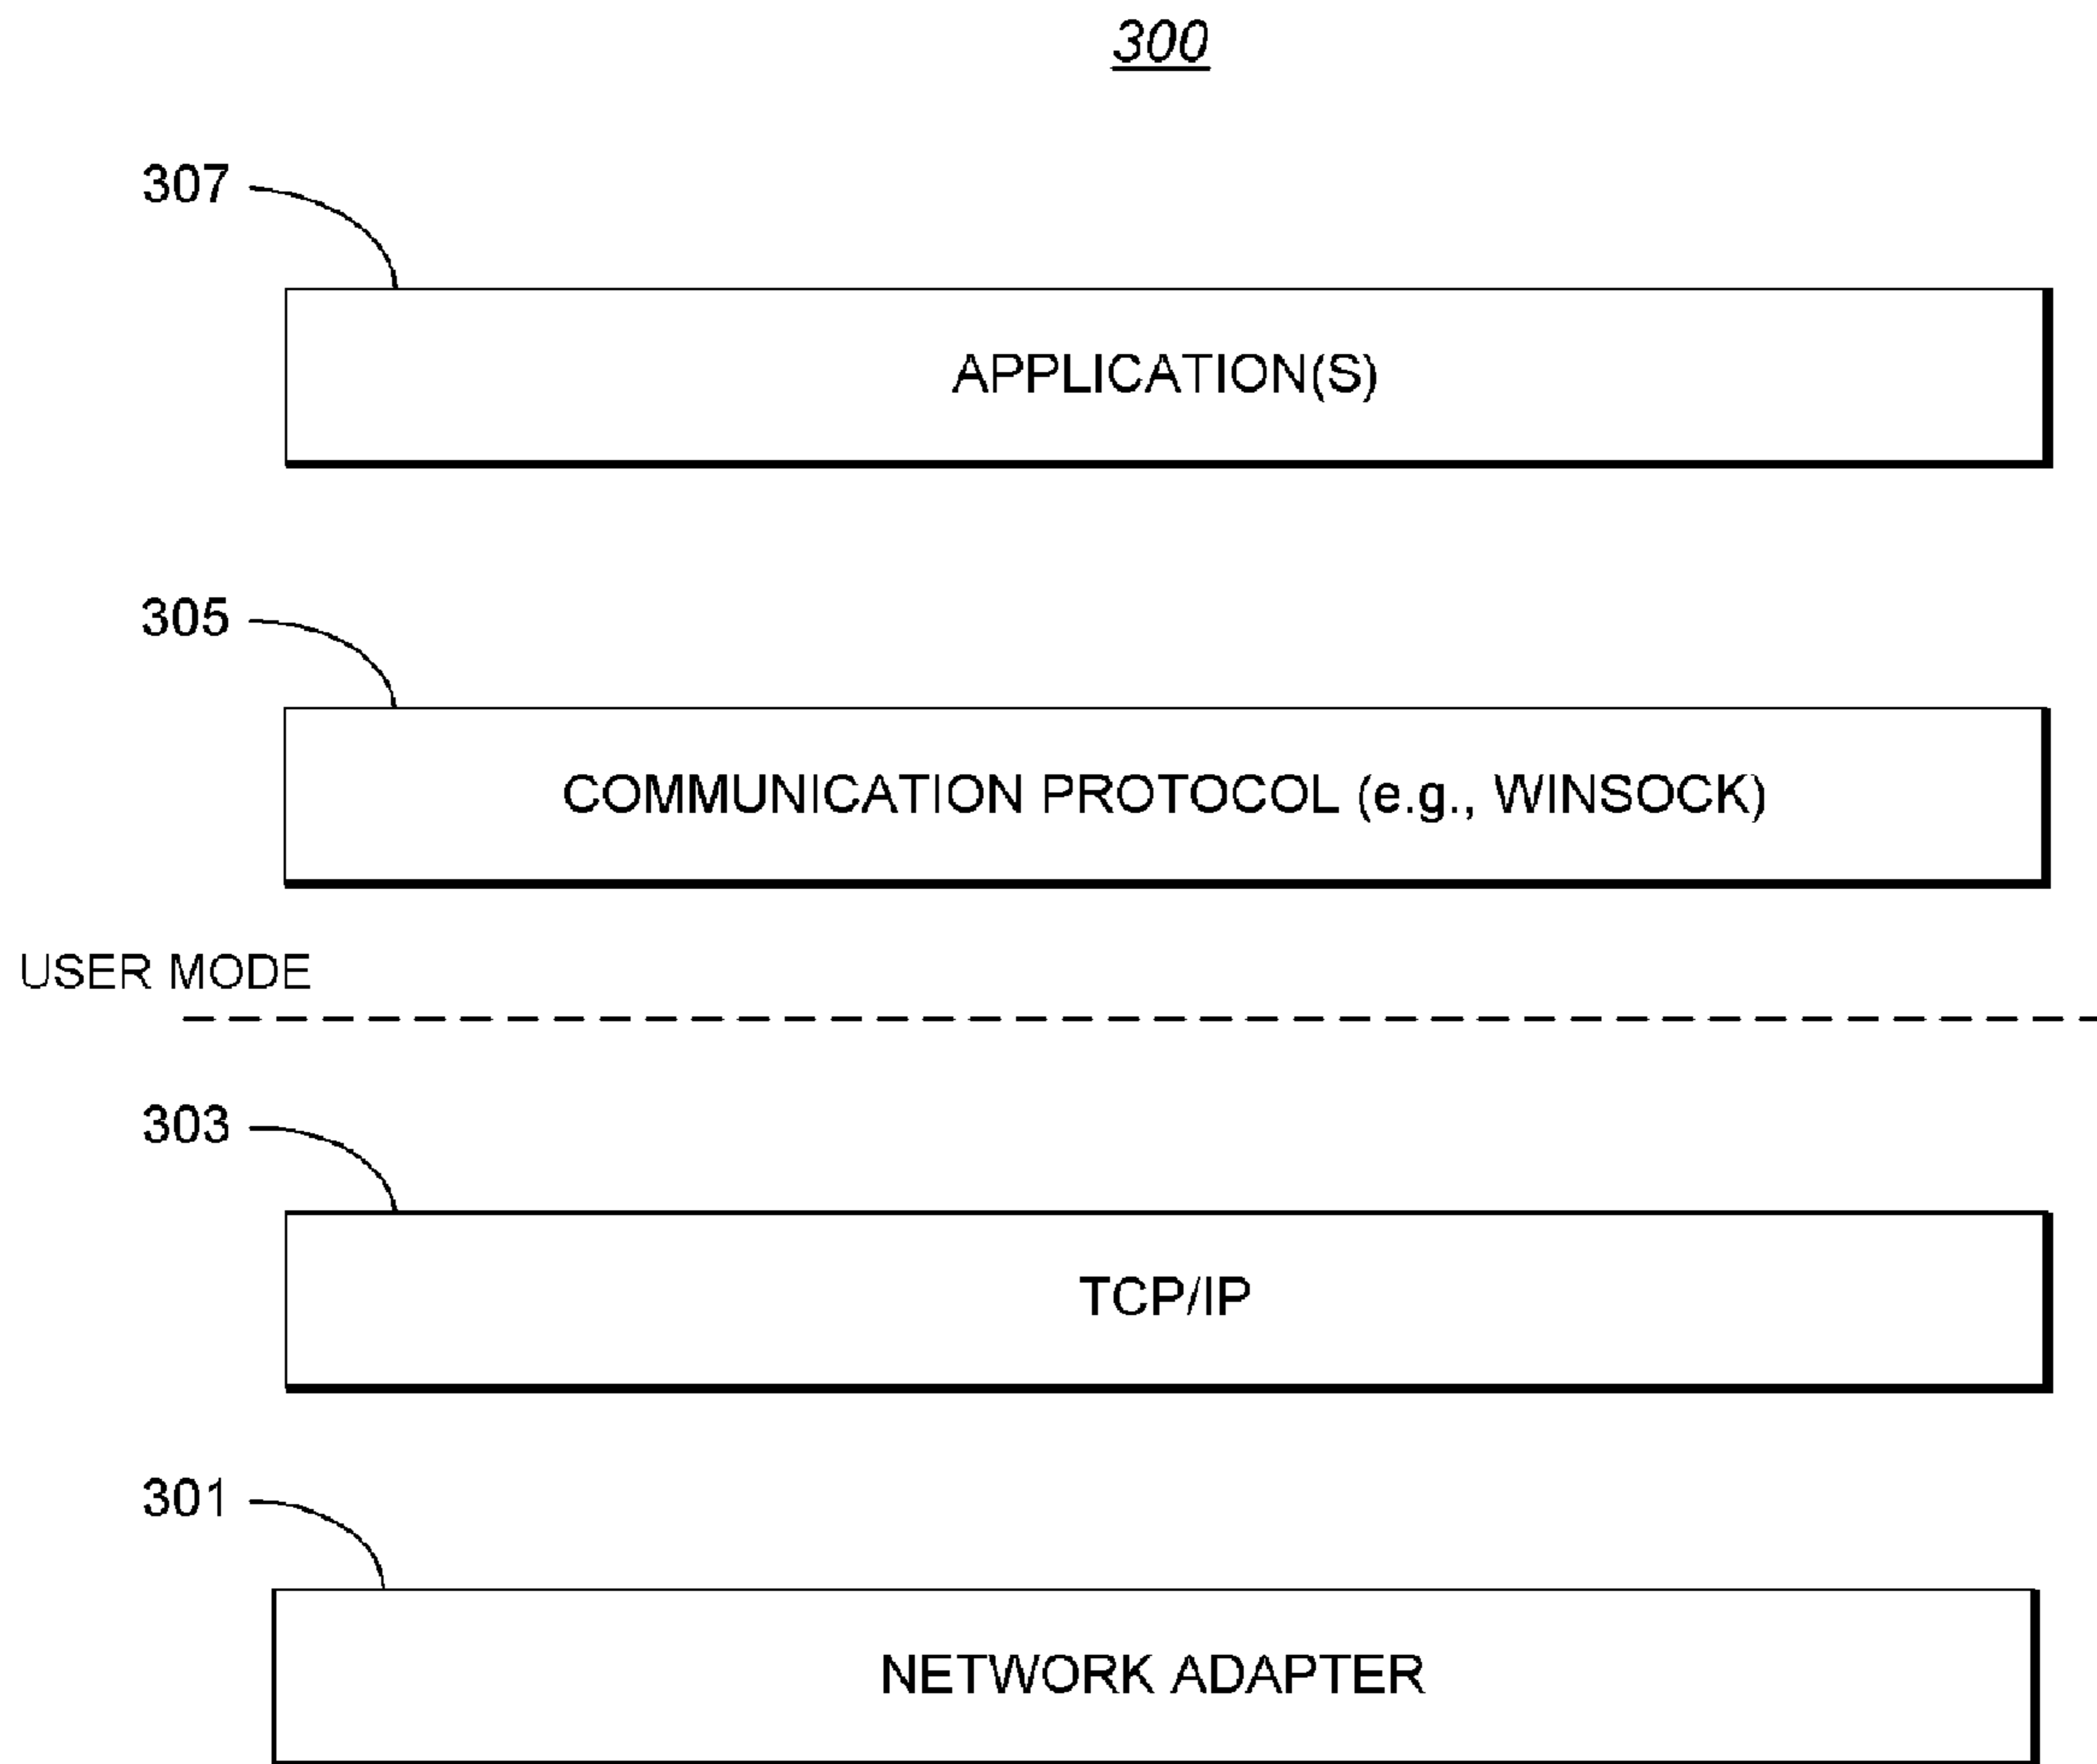 300
307
APPLICATION(S)
305
COMMUNICATION PROTOCOL (e.g., WINSOCK)
USER MODE
303
TCP/IP
301
NETWORK ADAPTER